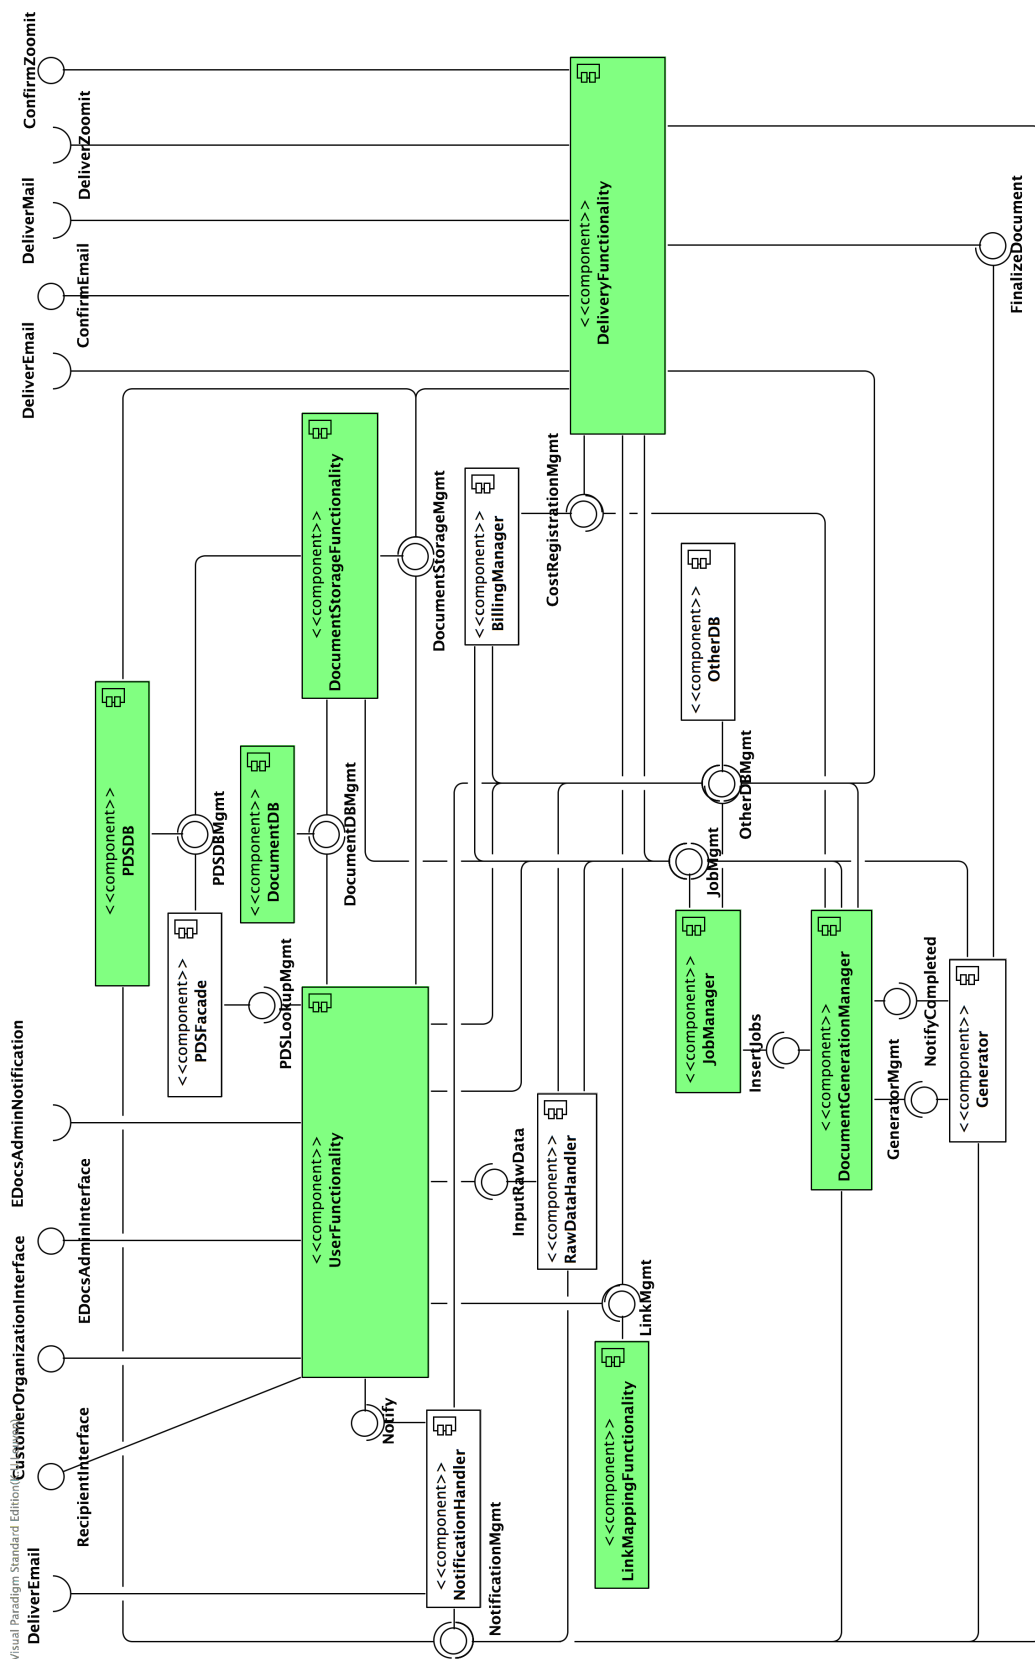 ConfirmZoomit
DeliverZoomit
DeliverMail
ConfirmEmail
DeliverEmail
<<component>>
DeliveryFunctionality
FinalizeDocument
<<component>>
DocumentStorageFunctionality
DocumentStorageMgmt
<<component>>
BillingManager
CostRegistrationMgmt
<<component>>
OtherDB
OtherDBMgmt
<<component>>
PDSDB
PDSDBMgmt
<<component>>
DocumentDB
DocumentDBMgmt
<<component>>
PDSFacade
PDSLookupMgmt
JobMgmt
<<component>>
JobManager
InsertJobs
<<component>>
DocumentGenerationManager
NotifyCompleted
GeneratorMgmt
<<component>>
Generator
EDocsAdminNotification
EDocsAdminInterface
CustomerOrganizationInterface
RecipientInterface
<<component>>
UserFunctionality
InputRawData
<<component>>
RawDataHandler
LinkMgmt
<<component>>
LinkMappingFunctionality
Notify
<<component>>
NotificationHandler
NotificationMgmt
DeliverEmail
Visual Paradigm Standard Edition